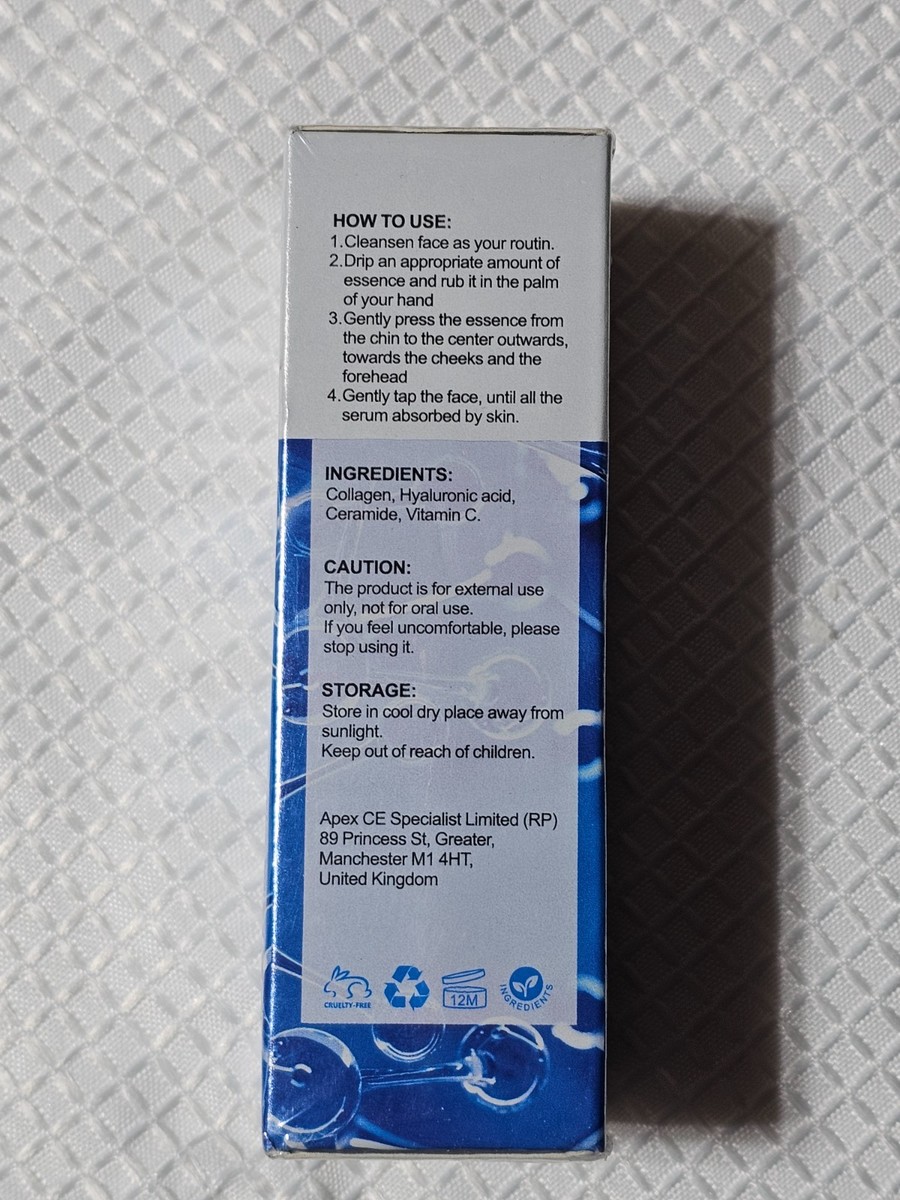 HOW TO USE:
1.Cleansen face as your routin.
2.Drip an appropriate amount of
essence and rub it in the palm
of your hand
3.Gently press the essence from
the chin to the center outwards,
towards the cheeks and the
forehead
4.Gently tap the face, until all the
serum absorbed by skin.
INGREDIENTS:
Collagen, Hyaluronic acid,
Ceramide, Vitamin C.
CAUTION:
The product is for external use
only, not for oral use.
If you feel uncomfortable, please
stop using it.
STORAGE:
Store in cool dry place away from
sunlight.
Keep out of reach of children.
Apex CE Specialist Limited (RP)
89 Princess St, Greater,
Manchester M1 4HT,
United Kingdom
CRUELTY-FREE
12M
INGREDIENTS